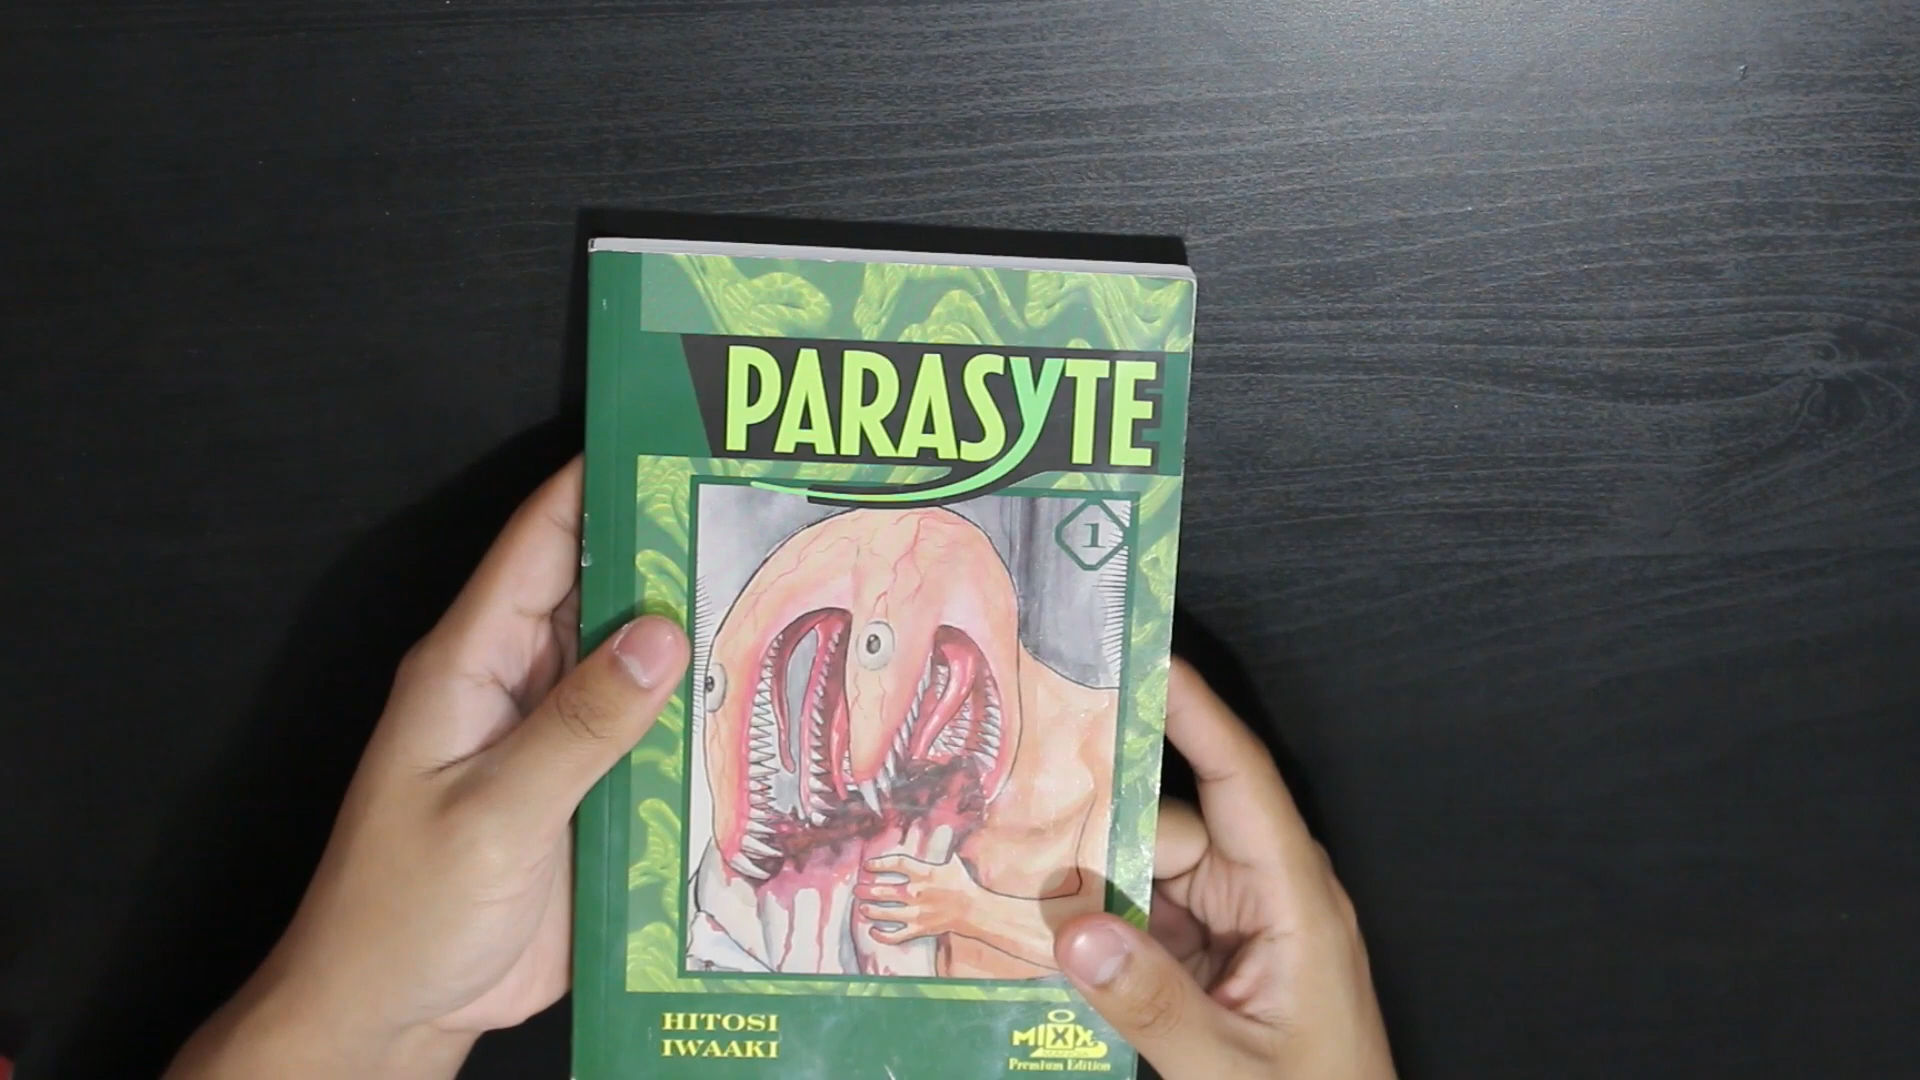 PARASYTE
1
HITOSI
IWAAKI
MIXX
Premium Edition